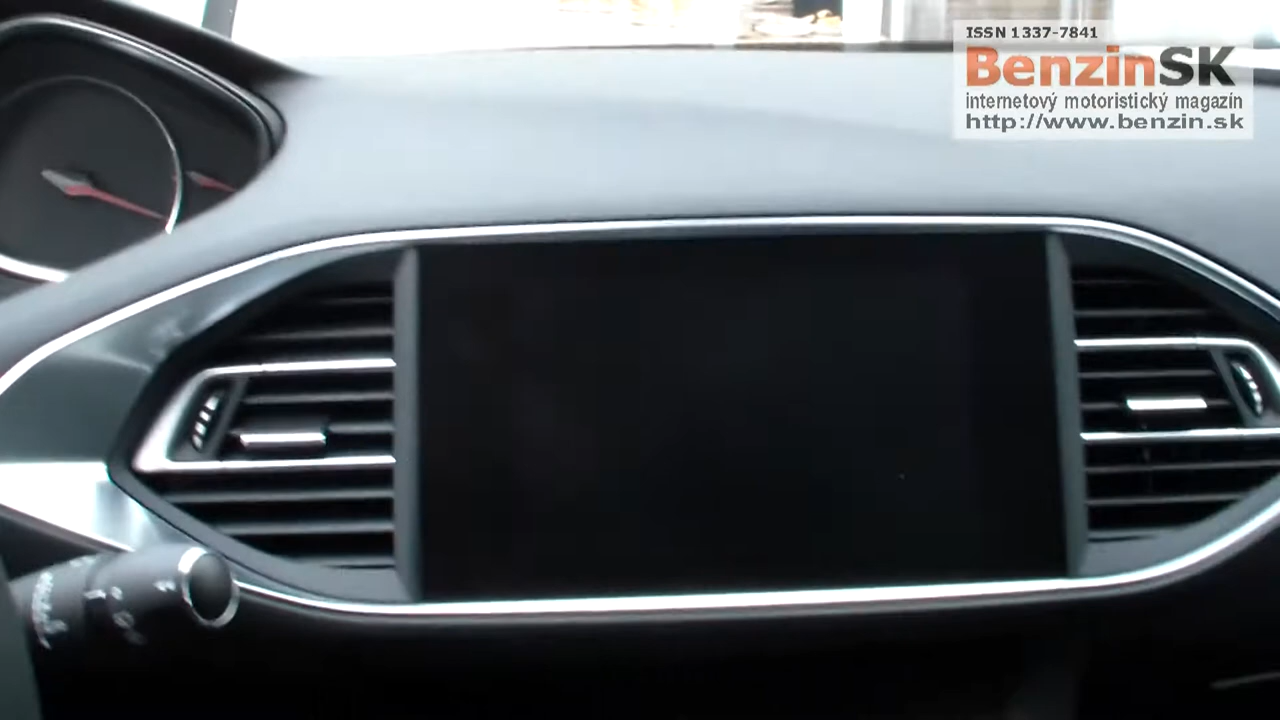 ISSN 1337-7841
BenzinSK
internetový motoristický magazín
http://www.benzin.sk